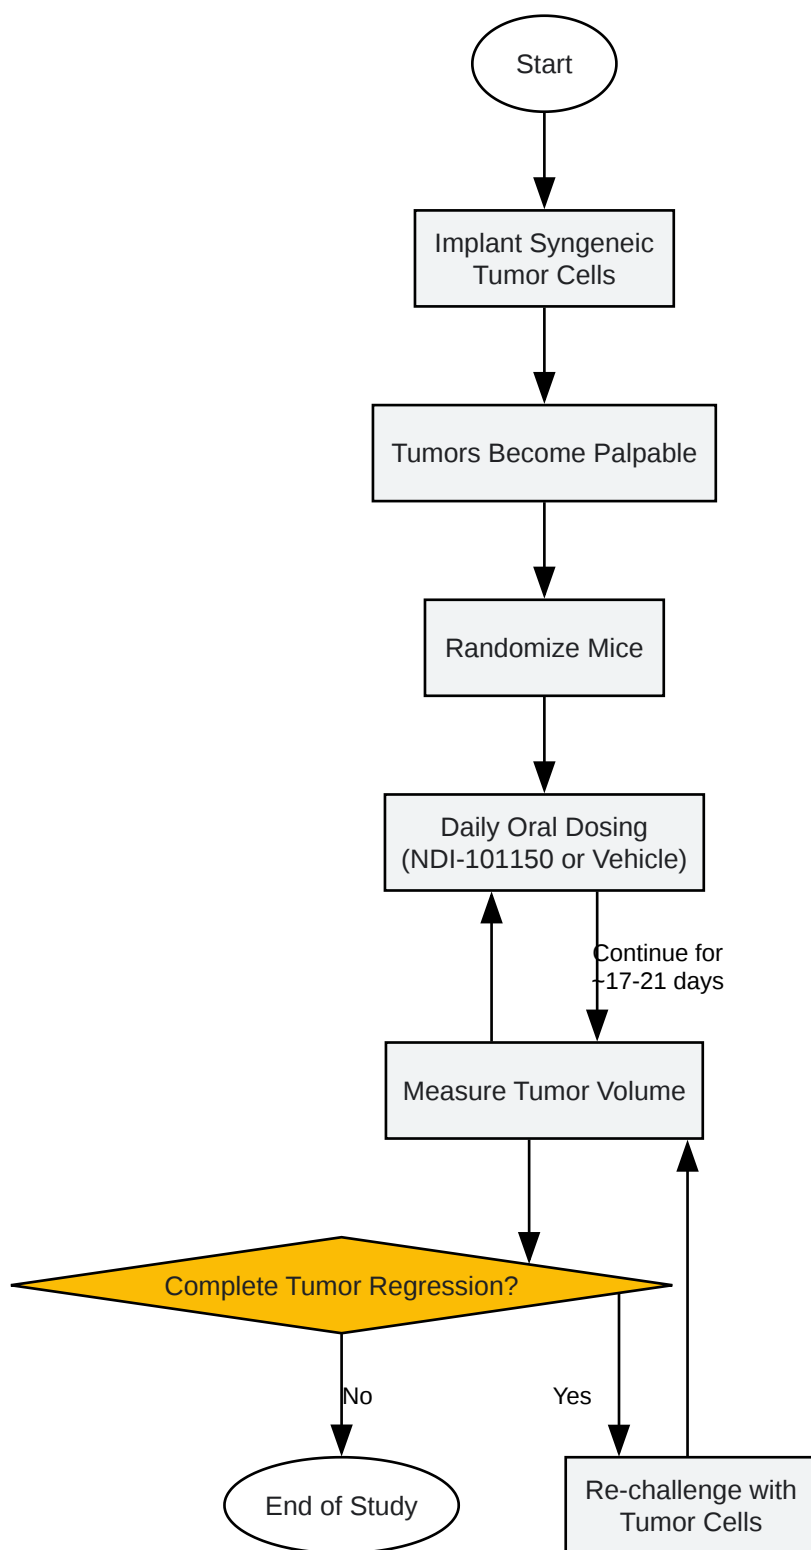 Start
Implant Syngeneic
Tumor Cells
Tumors Become Palpable
Randomize Mice
Daily Oral Dosing
(NDI-101150 or Vehicle)
Continue for
~17-21 days
Measure Tumor Volume
Complete Tumor Regression?
No
Yes
End of Study
Re-challenge with
Tumor Cells